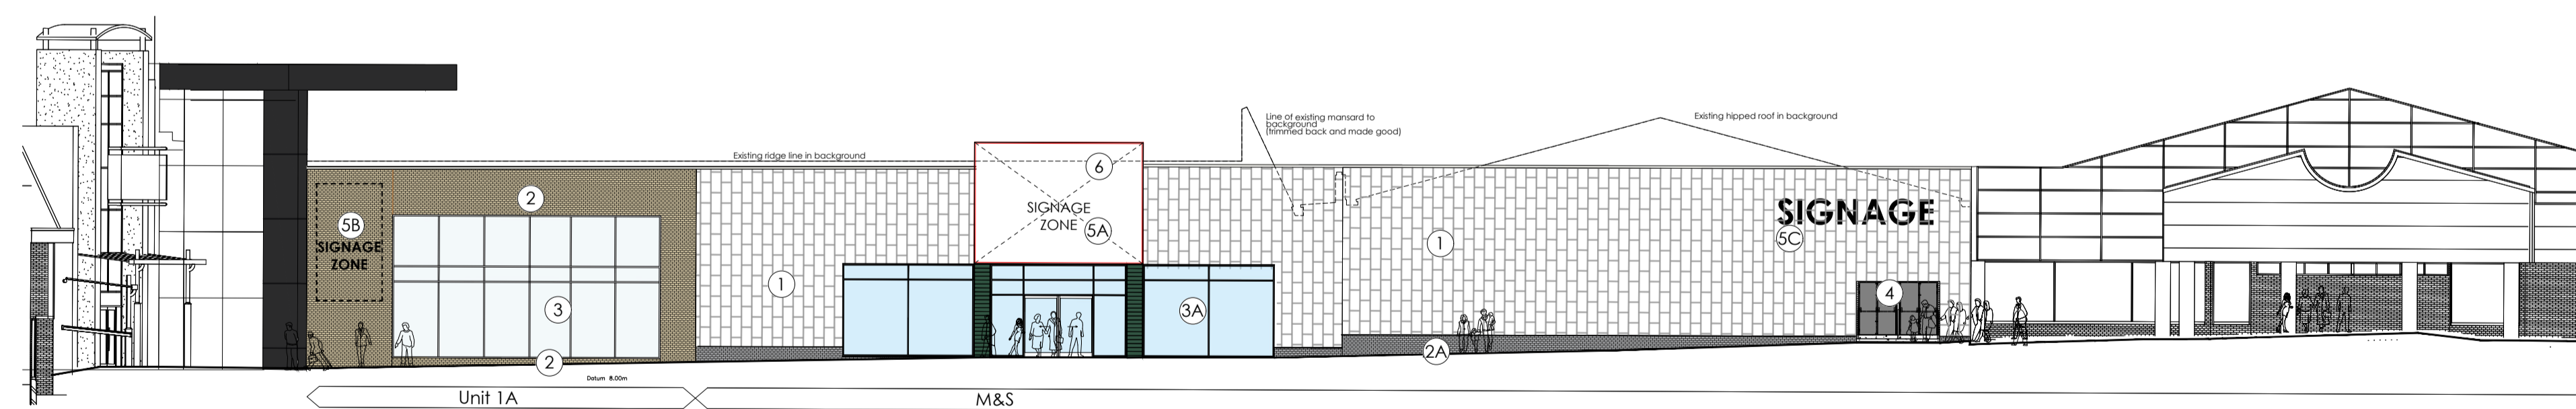 Line of existing mansard to
background
(trimmed back and made good)
Existing hipped roof in background
Existing ridge line in background
6
2
SIGNAGE
ZONE
5A
5B
SIGNAGE
ZONE
SIGNAGE
5C
1
1
3
3A
4
2
2A
Datum 8.00m
Unit 1A
M&S